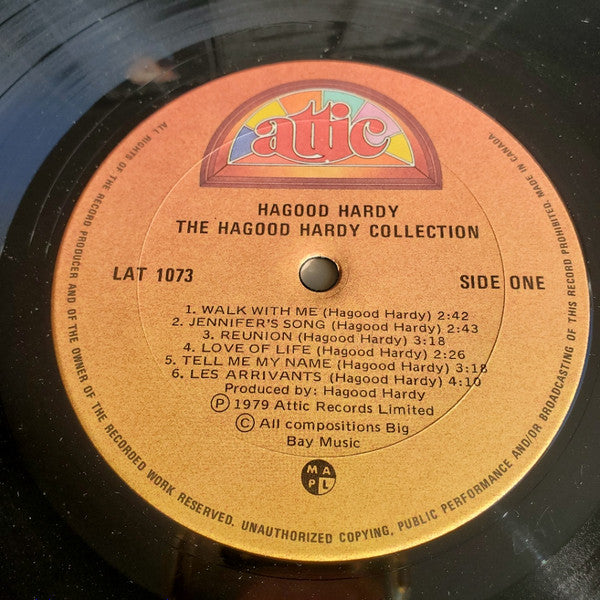 attic
HAGOOD HARDY
THE HAGOOD HARDY COLLECTION
LAT 1073
SIDE ONE
1. WALK WITH ME (Hagood Hardy) 2:42
2. JENNIFER'S SONG (Hagood Hardy) 2:43
3. REUNION (Hagood Hardy) 3:18
4. LOVE OF LIFE (Hagood Hardy) 2:26
5. TELL ME MY NAME (Hagood Hardy) 3:18
6. LES ARRIVANTS (Hagood Hardy) 4:10
Produced by: Hagood Hardy
Ⓟ 1979 Attic Records Limited
© All compositions Big
Bay Music
M A
P L
ALL RIGHTS OF THE RECORD PRODUCER AND OF THE OWNER OF THE RECORDED WORK RESERVED. UNAUTHORIZED COPYING, PUBLIC PERFORMANCE AND/OR BROADCASTING OF THIS RECORD PROHIBITED. MADE IN CANADA